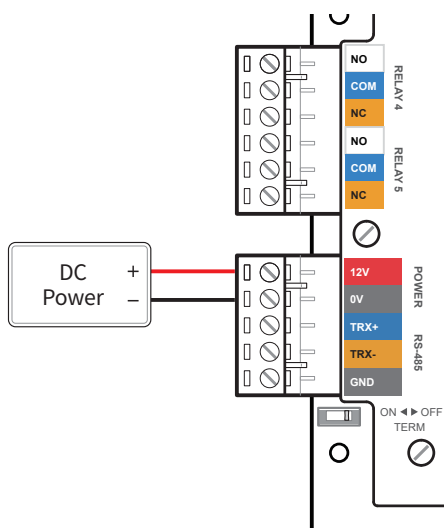 NO
COM
NC
RELAY 4
NO
COM
NC
RELAY 5
DC
Power
+
–
12V
0V
POWER
TRX+
TRX-
GND
RS-485
ON ◄ ► OFF
TERM